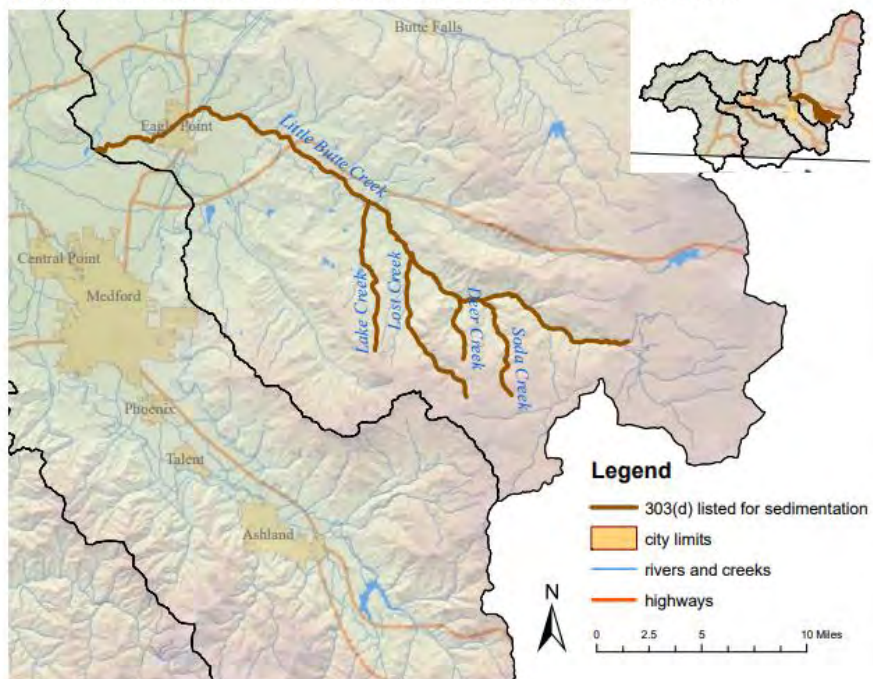 Butte Falls
Eagle Point
Little Butte Creek
Central Point
Medford
Lake Creek
Lost Creek
Deer Creek
Soda Creek
Phoenix
Talent
Ashland
Legend
303(d) listed for sedimentation
city limits
rivers and creeks
highways
N
0 2.5 5 10 Miles